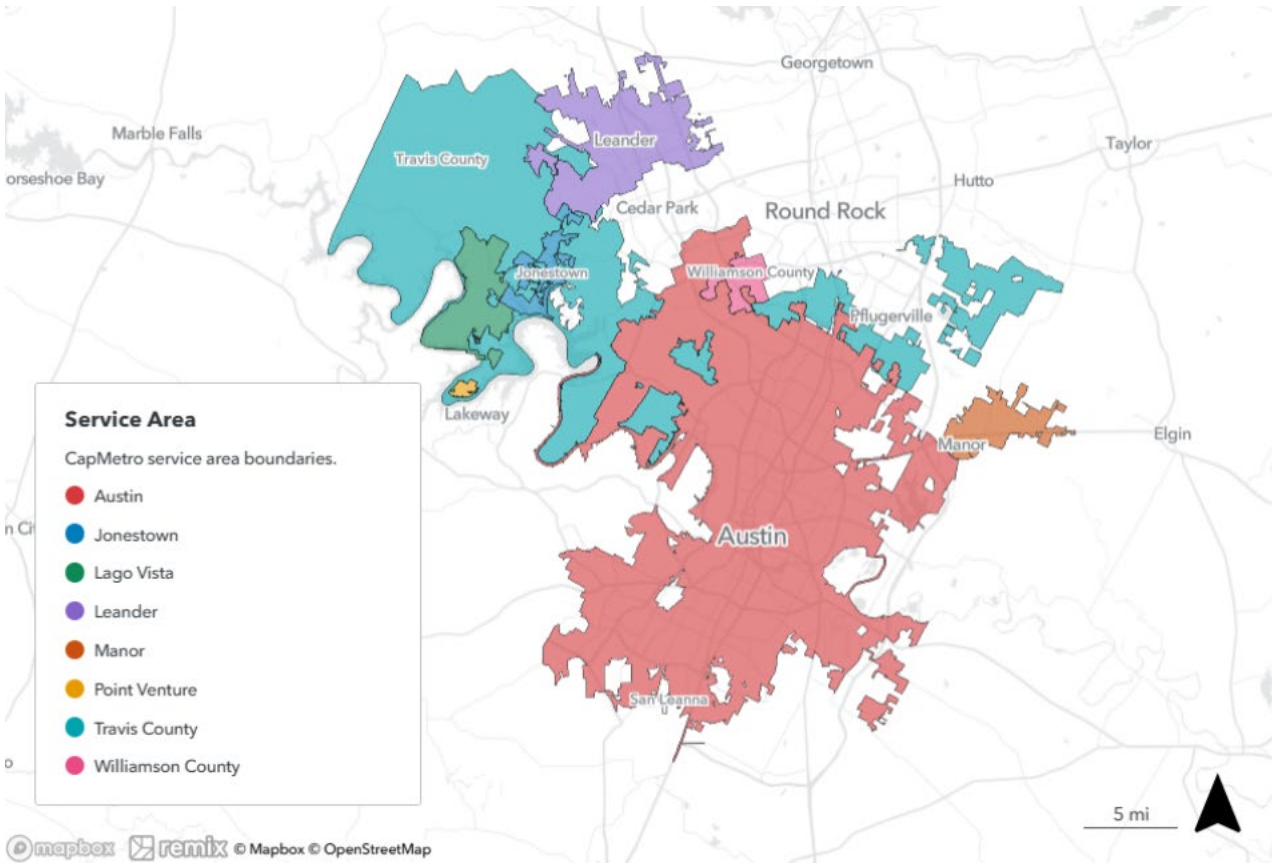 Georgetown
Marble Falls
Leander
Taylor
Travis County
orseshoe Bay
Hutto
Cedar Park
Round Rock
Jonestown
Williamson County
Pflugerville
Lakeway
Manor
Elgin
Austin
San Leanna
n Cit
o
Service Area
CapMetro service area boundaries.
Austin
Jonestown
Lago Vista
Leander
Manor
Point Venture
Travis County
Williamson County
5 mi
mapbox remix © Mapbox © OpenStreetMap